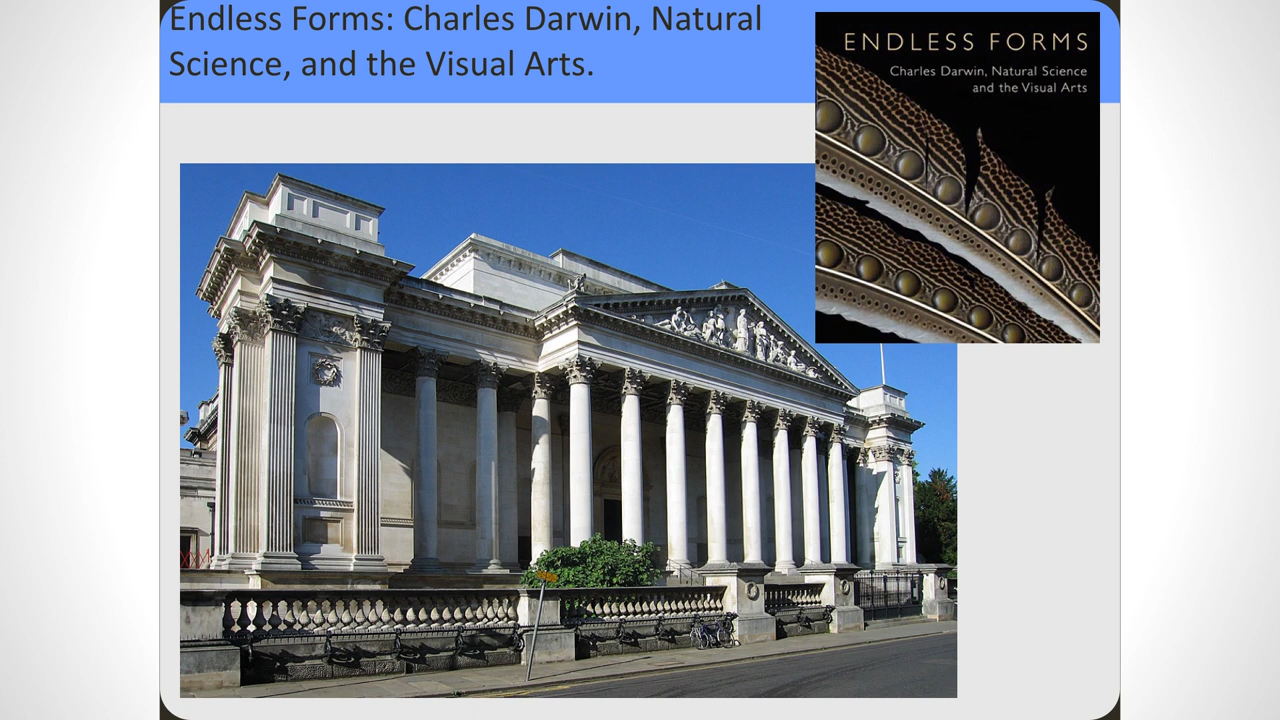 Endless Forms: Charles Darwin, Natural
Science, and the Visual Arts.
ENDLESS FORMS
Charles Darwin, Natural Science
and the Visual Arts